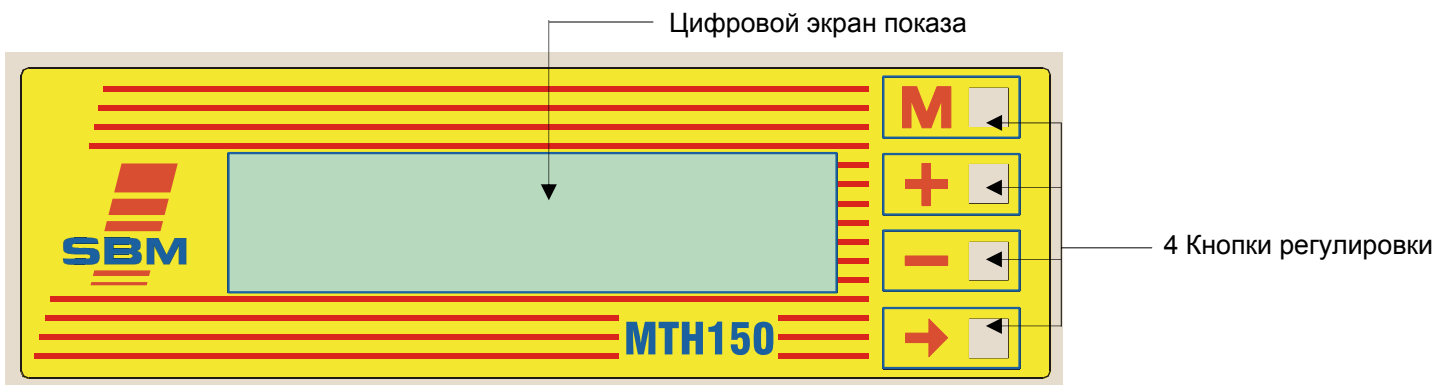 Цифровой экран показа
M
+
SBM
−
4 Кнопки регулировки
MTH150
→